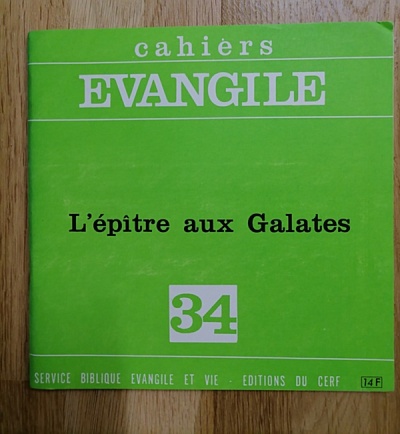 cahiers
EVANGILE
L'épître aux Galates
34
SERVICE BIBLIQUE EVANGILE ET VIE - EDITIONS DU CERF 14 F